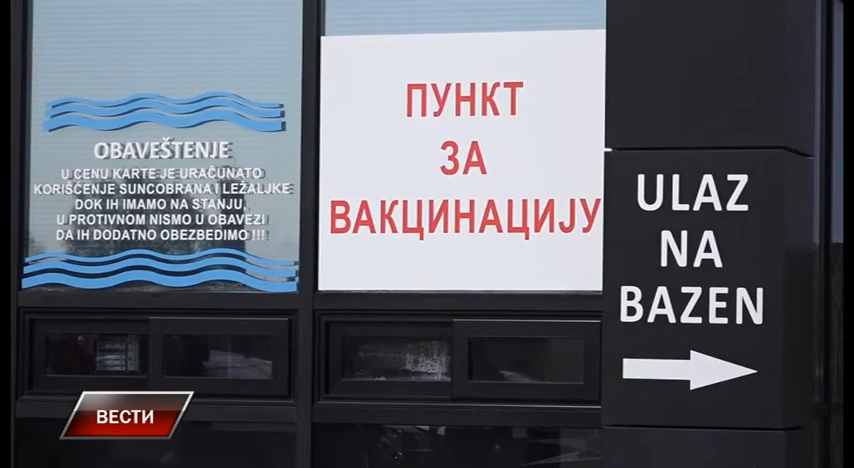 OBAVEŠTENJE
U CENU KARTE JE URAČUNATO
KORIŠĆENJE SUNCOBRANA I LEŽALJKE
DOK IH IMAMO NA STANJU,
U PROTIVNOM NISMO U OBAVEZI
DA IH DODATNO OBEZBEDIMO !!!
ПУНКТ
ЗА
ВАКЦИНАЦИЈУ
ULAZ
NA
BAZEN
ВЕСТИ